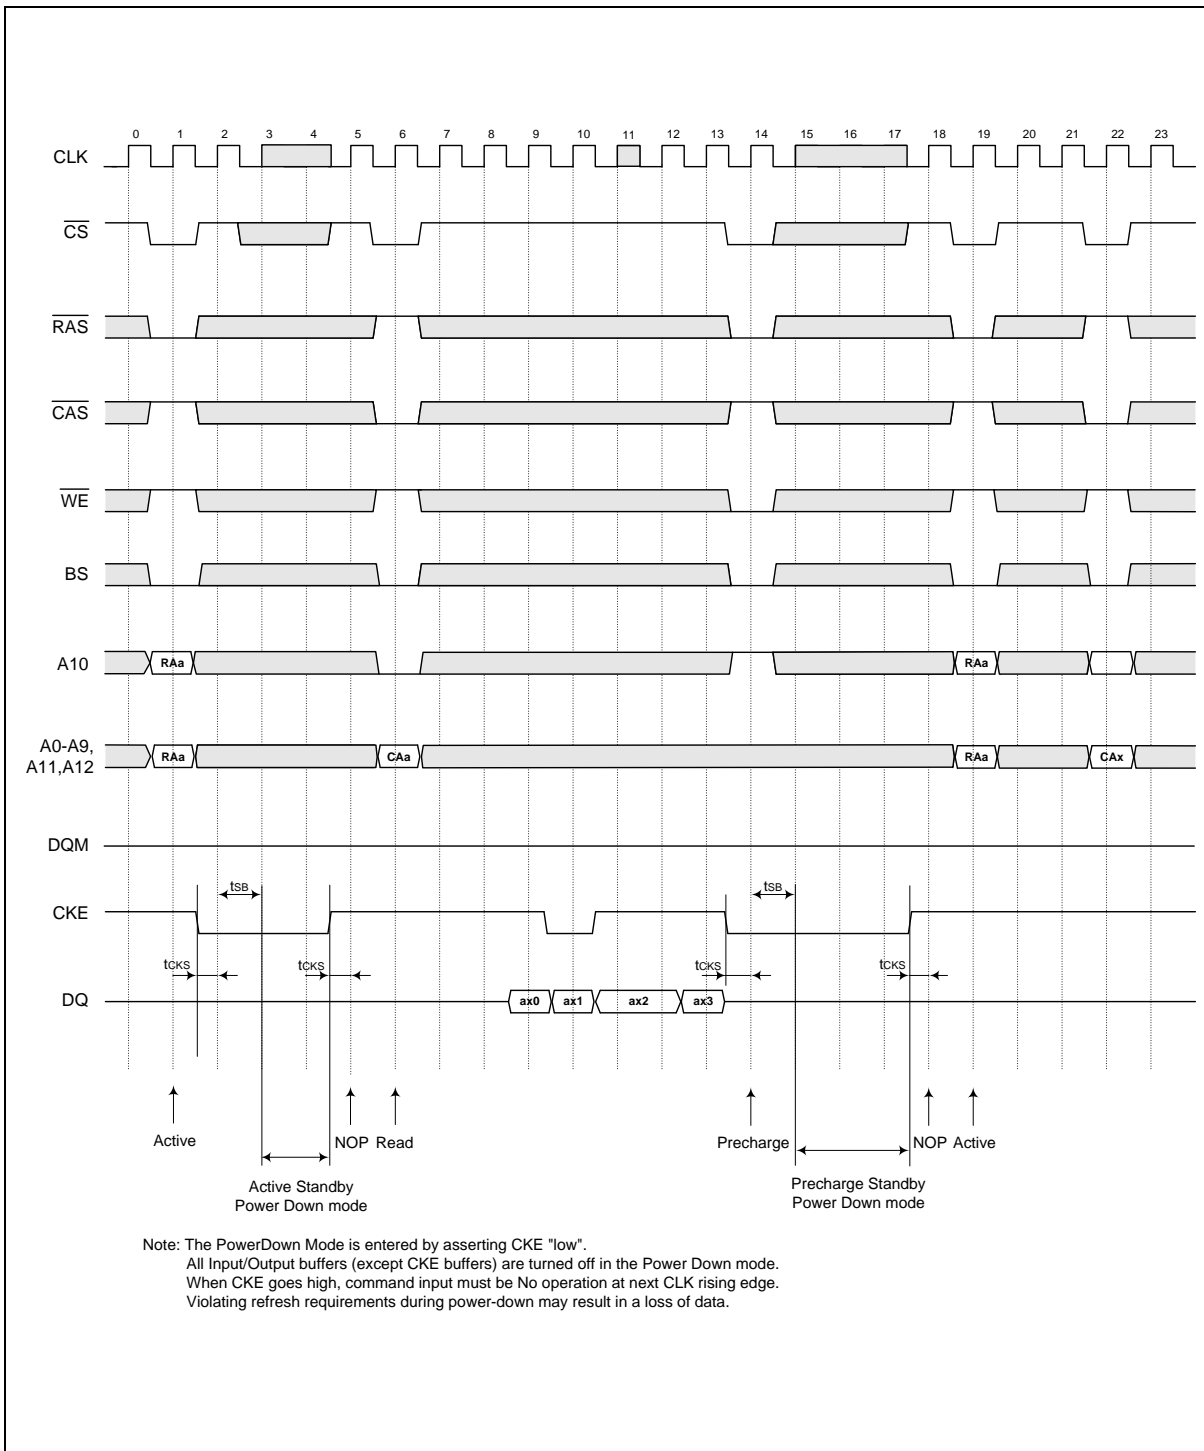 0 1 2 3 4 5 6 7 8 9 10 11 12 13 14 15 16 17 18 19 20 21 22 23
CLK
CS
RAS
CAS
WE
BS
A10 RAa RAa
A0-A9,
A11,A12 RAa CAa RAa CAx
DQM
tSB tSB
CKE
tCKS tCKS tCKS tCKS
DQ ax0 ax1 ax2 ax3
Active NOP Read Precharge NOP Active
Active Standby
Power Down mode
Precharge Standby
Power Down mode
Note: The PowerDown Mode is entered by asserting CKE "low".
All Input/Output buffers (except CKE buffers) are turned off in the Power Down mode.
When CKE goes high, command input must be No operation at next CLK rising edge.
Violating refresh requirements during power-down may result in a loss of data.